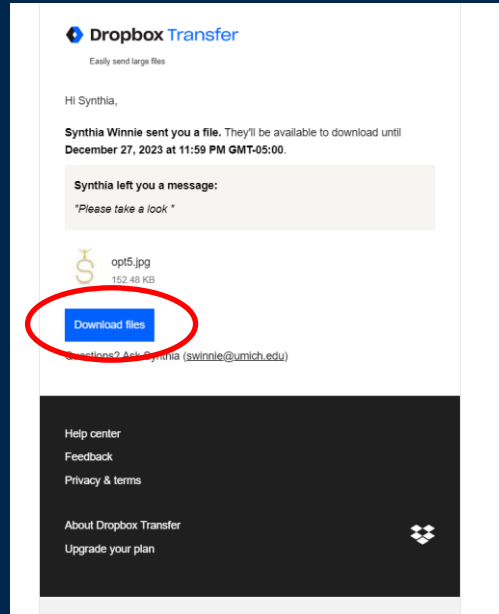 Dropbox Transfer
Easily send large files
Hi Synthia,
Synthia Winnie sent you a file. They'll be available to download until
December 27, 2023 at 11:59 PM GMT-05:00.
Synthia left you a message:
"Please take a look "
opt5.jpg
152.48 KB
Download files
Questions? Ask Synthia (swinnie@umich.edu)
Help center
Feedback
Privacy & terms
About Dropbox Transfer
Upgrade your plan